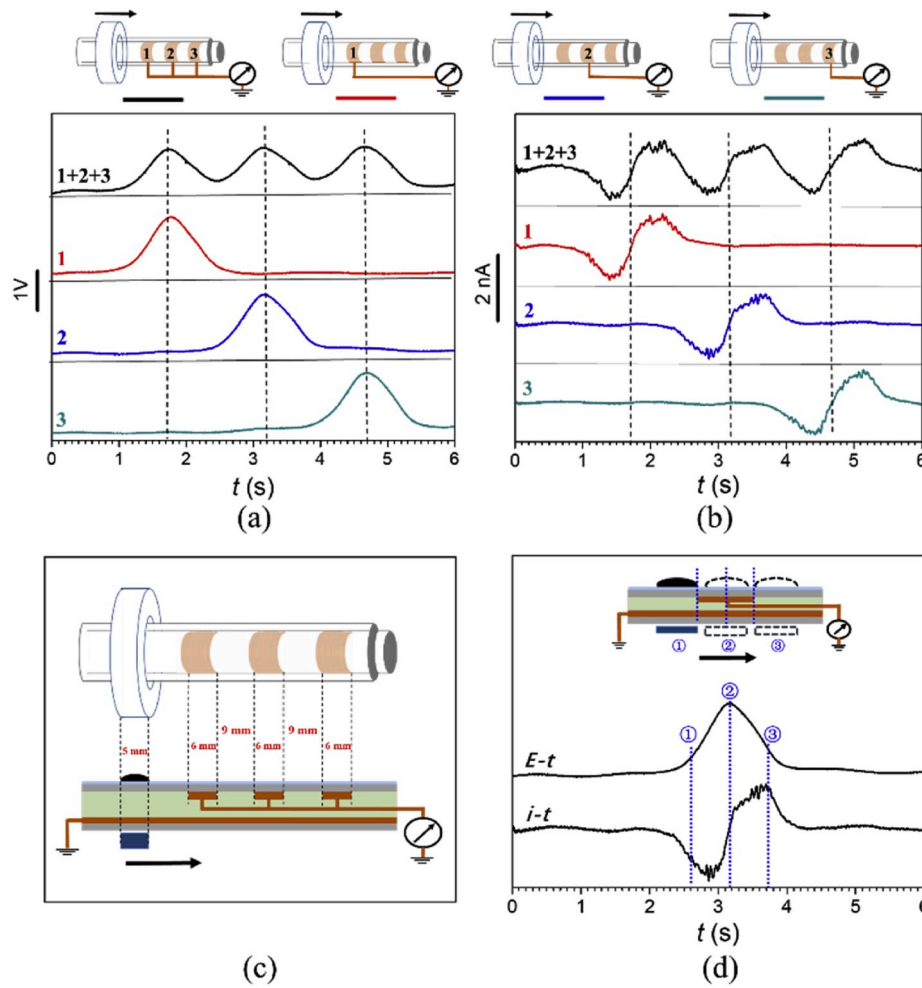 1 2 3
1
2
3
1+2+3
1
2
3
1V
0 1 2 3 4 5 6
t (s)
(a)
1+2+3
1
2
3
2 nA
0 1 2 3 4 5 6
t (s)
(b)
9 mm 9 mm
5 mm 6 mm 6 mm 6 mm
(c)
① ② ③
②
① ③
E-t
i-t
0 1 2 3 4 5 6
t (s)
(d)